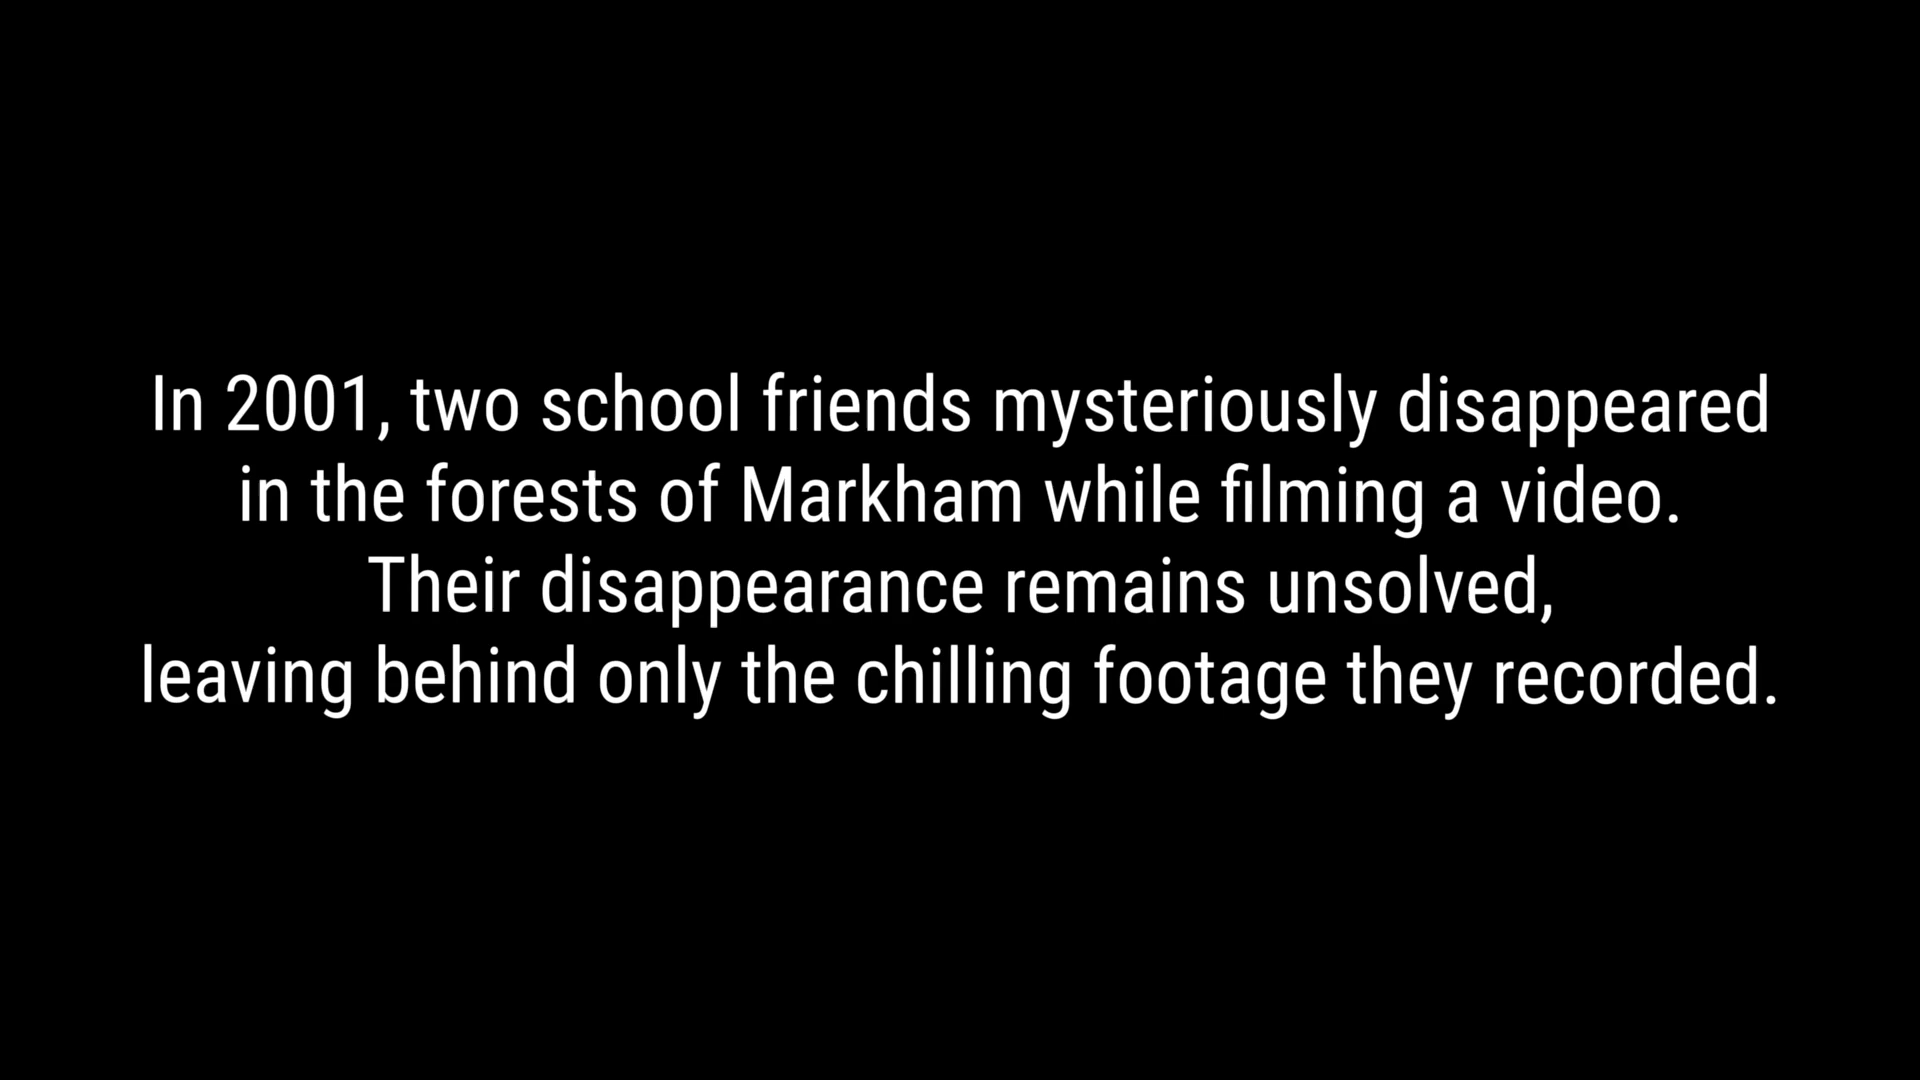 In 2001, two school friends mysteriously disappeared
in the forests of Markham while filming a video.
Their disappearance remains unsolved,
leaving behind only the chilling footage they recorded.